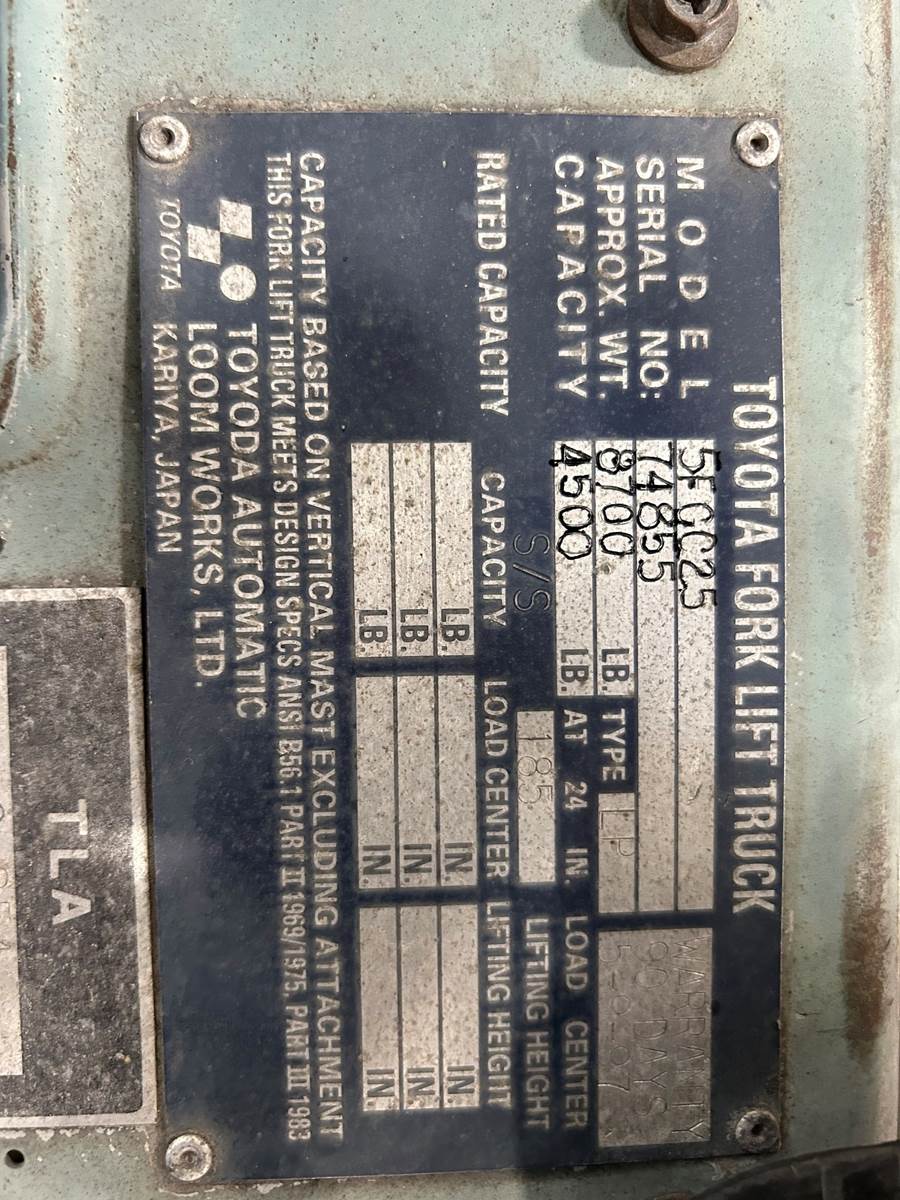 TOYOTA FORK LIFT TRUCK
MODEL 5FGC25 WARRANTY
SERIAL NO: 74855 90 DAYS
APPROX. WT. 8700 LB. TYPE LP
CAPACITY 4500 LB. AT 24 IN. LOAD CENTER
S/S 185 LIFTING HEIGHT
RATED CAPACITY CAPACITY LOAD CENTER LIFTING HEIGHT
LB. IN. IN.
LB. IN. IN.
LB. IN. IN.
CAPACITY BASED ON VERTICAL MAST EXCLUDING ATTACHMENT
THIS FORK LIFT TRUCK MEETS DESIGN SPECS ANSI B56.1 PART II 1969/1975, PART III 1983
TOYODA AUTOMATIC
LOOM WORKS, LTD.
TOYOTA KARIYA, JAPAN
TLA